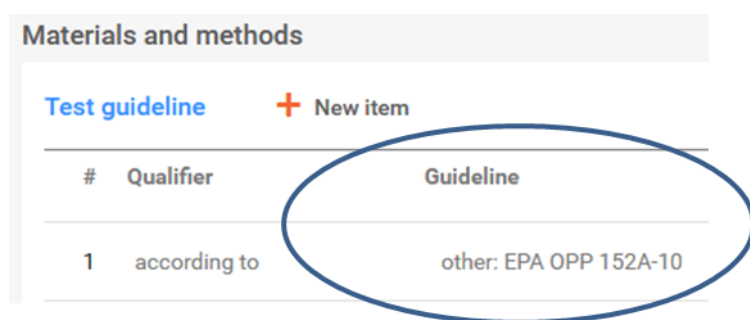 Materials and methods
Test guideline + New item
# Qualifier Guideline
1 according to other: EPA OPP 152A-10